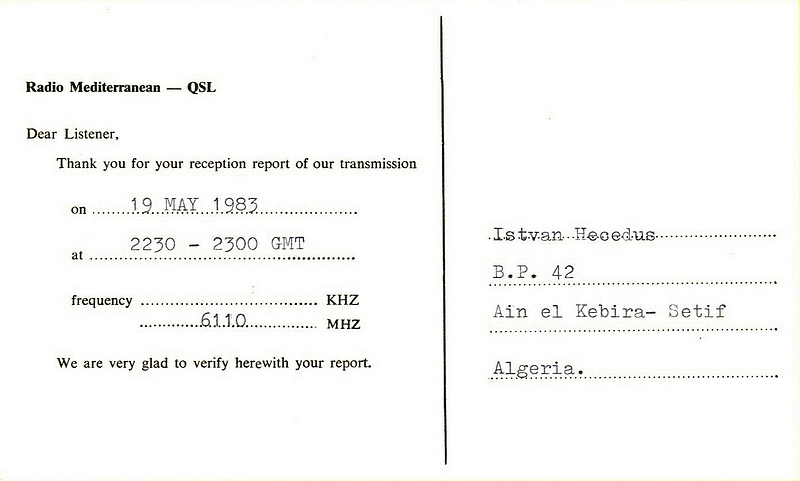 Radio Mediterranean — QSL
Dear Listener,
Thank you for your reception report of our transmission
on 19 MAY 1983
at 2230 - 2300 GMT
frequency KHZ
6110 MHZ
We are very glad to verify herewith your report.
Istvan Hecedus
B.P. 42
Ain el Kebira- Setif
Algeria.